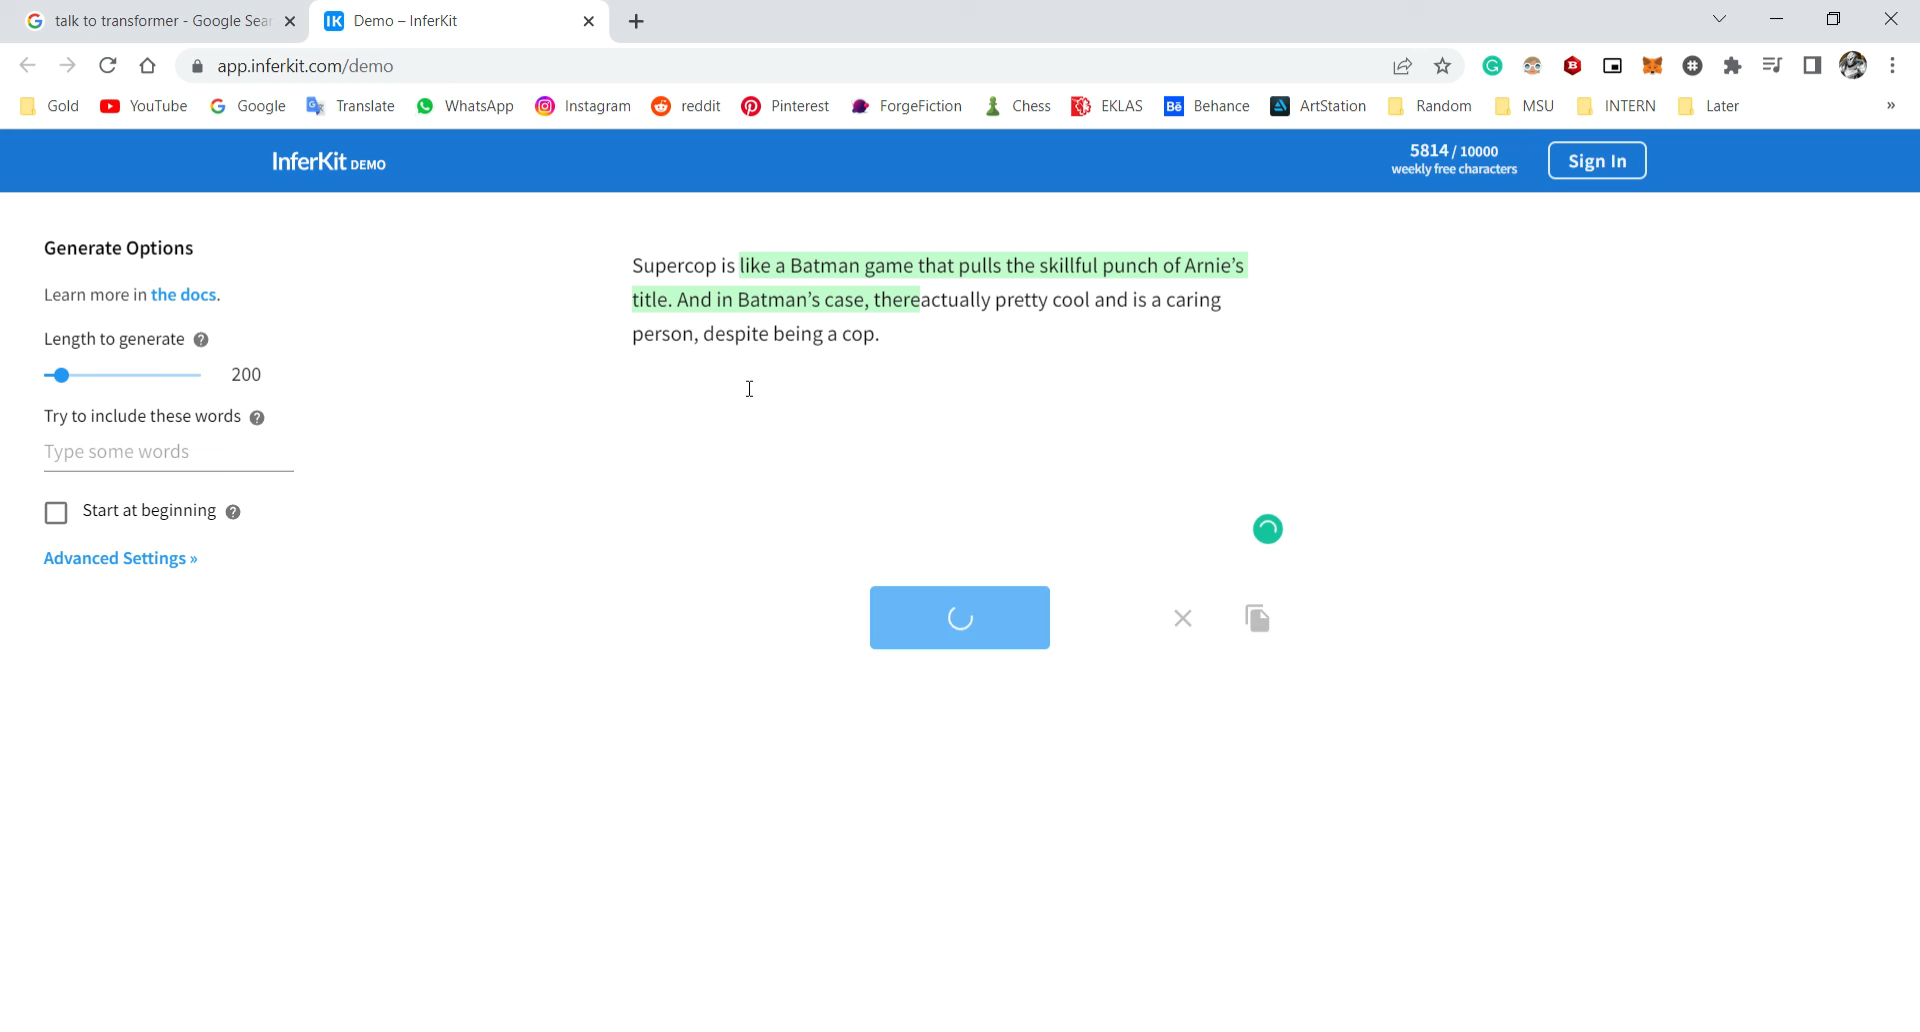 talk to transformer - Google Sear
Demo – InferKit
app.inferkit.com/demo
Gold YouTube Google Translate WhatsApp Instagram reddit Pinterest ForgeFiction Chess EKLAS Behance ArtStation Random MSU INTERN Later »
InferKit DEMO
5814 / 10000
weekly free characters
Sign In
Generate Options
Learn more in the docs.
Length to generate ?
200
Try to include these words ?
Type some words
Start at beginning ?
Advanced Settings »
Supercop is like a Batman game that pulls the skillful punch of Arnie’s
title. And in Batman’s case, thereactually pretty cool and is a caring
person, despite being a cop.